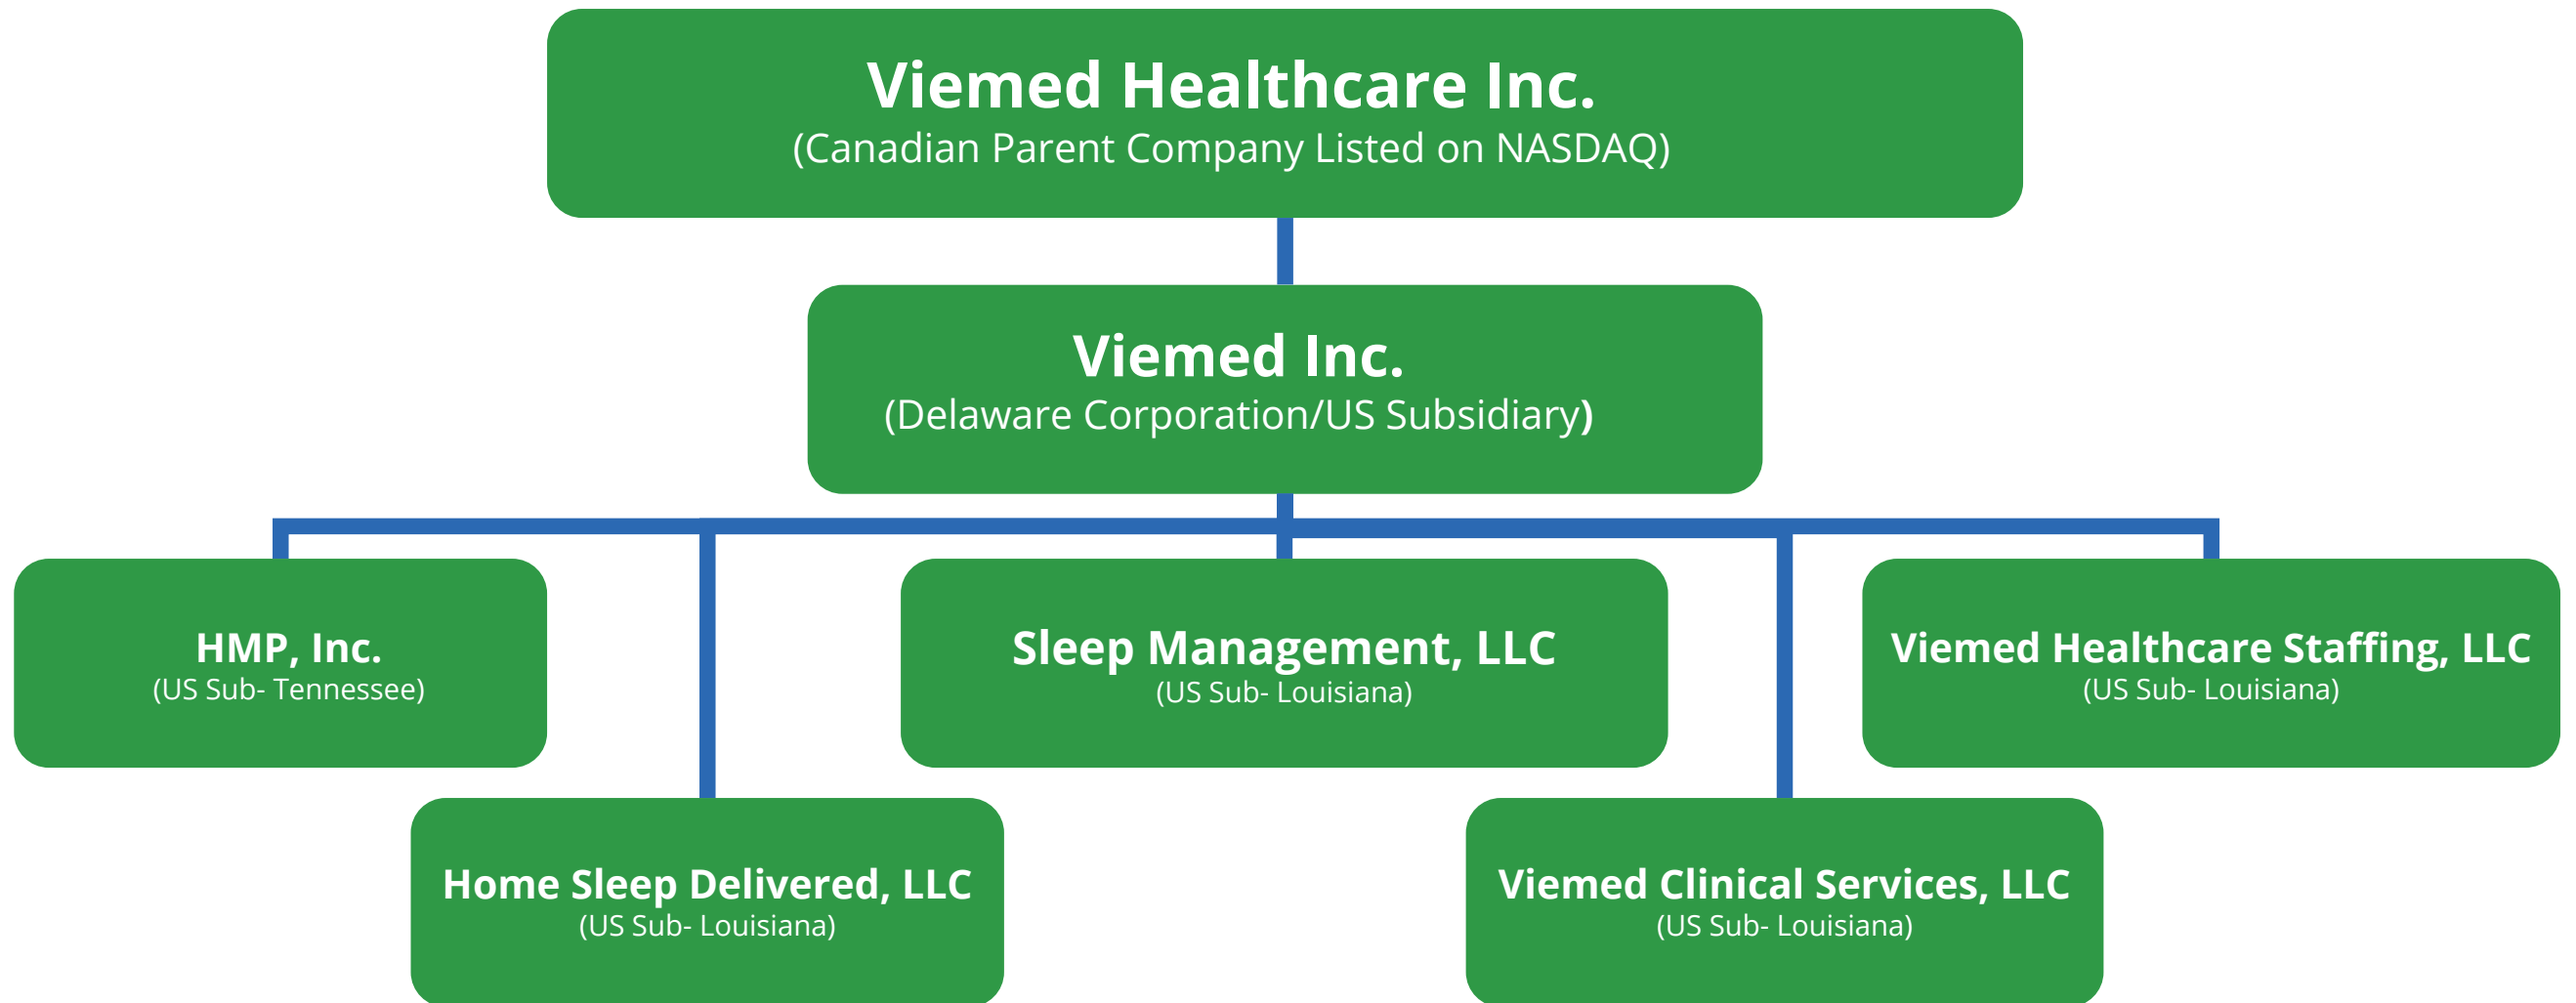 Viemed Healthcare Inc.
(Canadian Parent Company Listed on NASDAQ)
Viemed Inc.
(Delaware Corporation/US Subsidiary)
HMP, Inc.
(US Sub- Tennessee)
Sleep Management, LLC
(US Sub- Louisiana)
Viemed Healthcare Staffing, LLC
(US Sub- Louisiana)
Home Sleep Delivered, LLC
(US Sub- Louisiana)
Viemed Clinical Services, LLC
(US Sub- Louisiana)